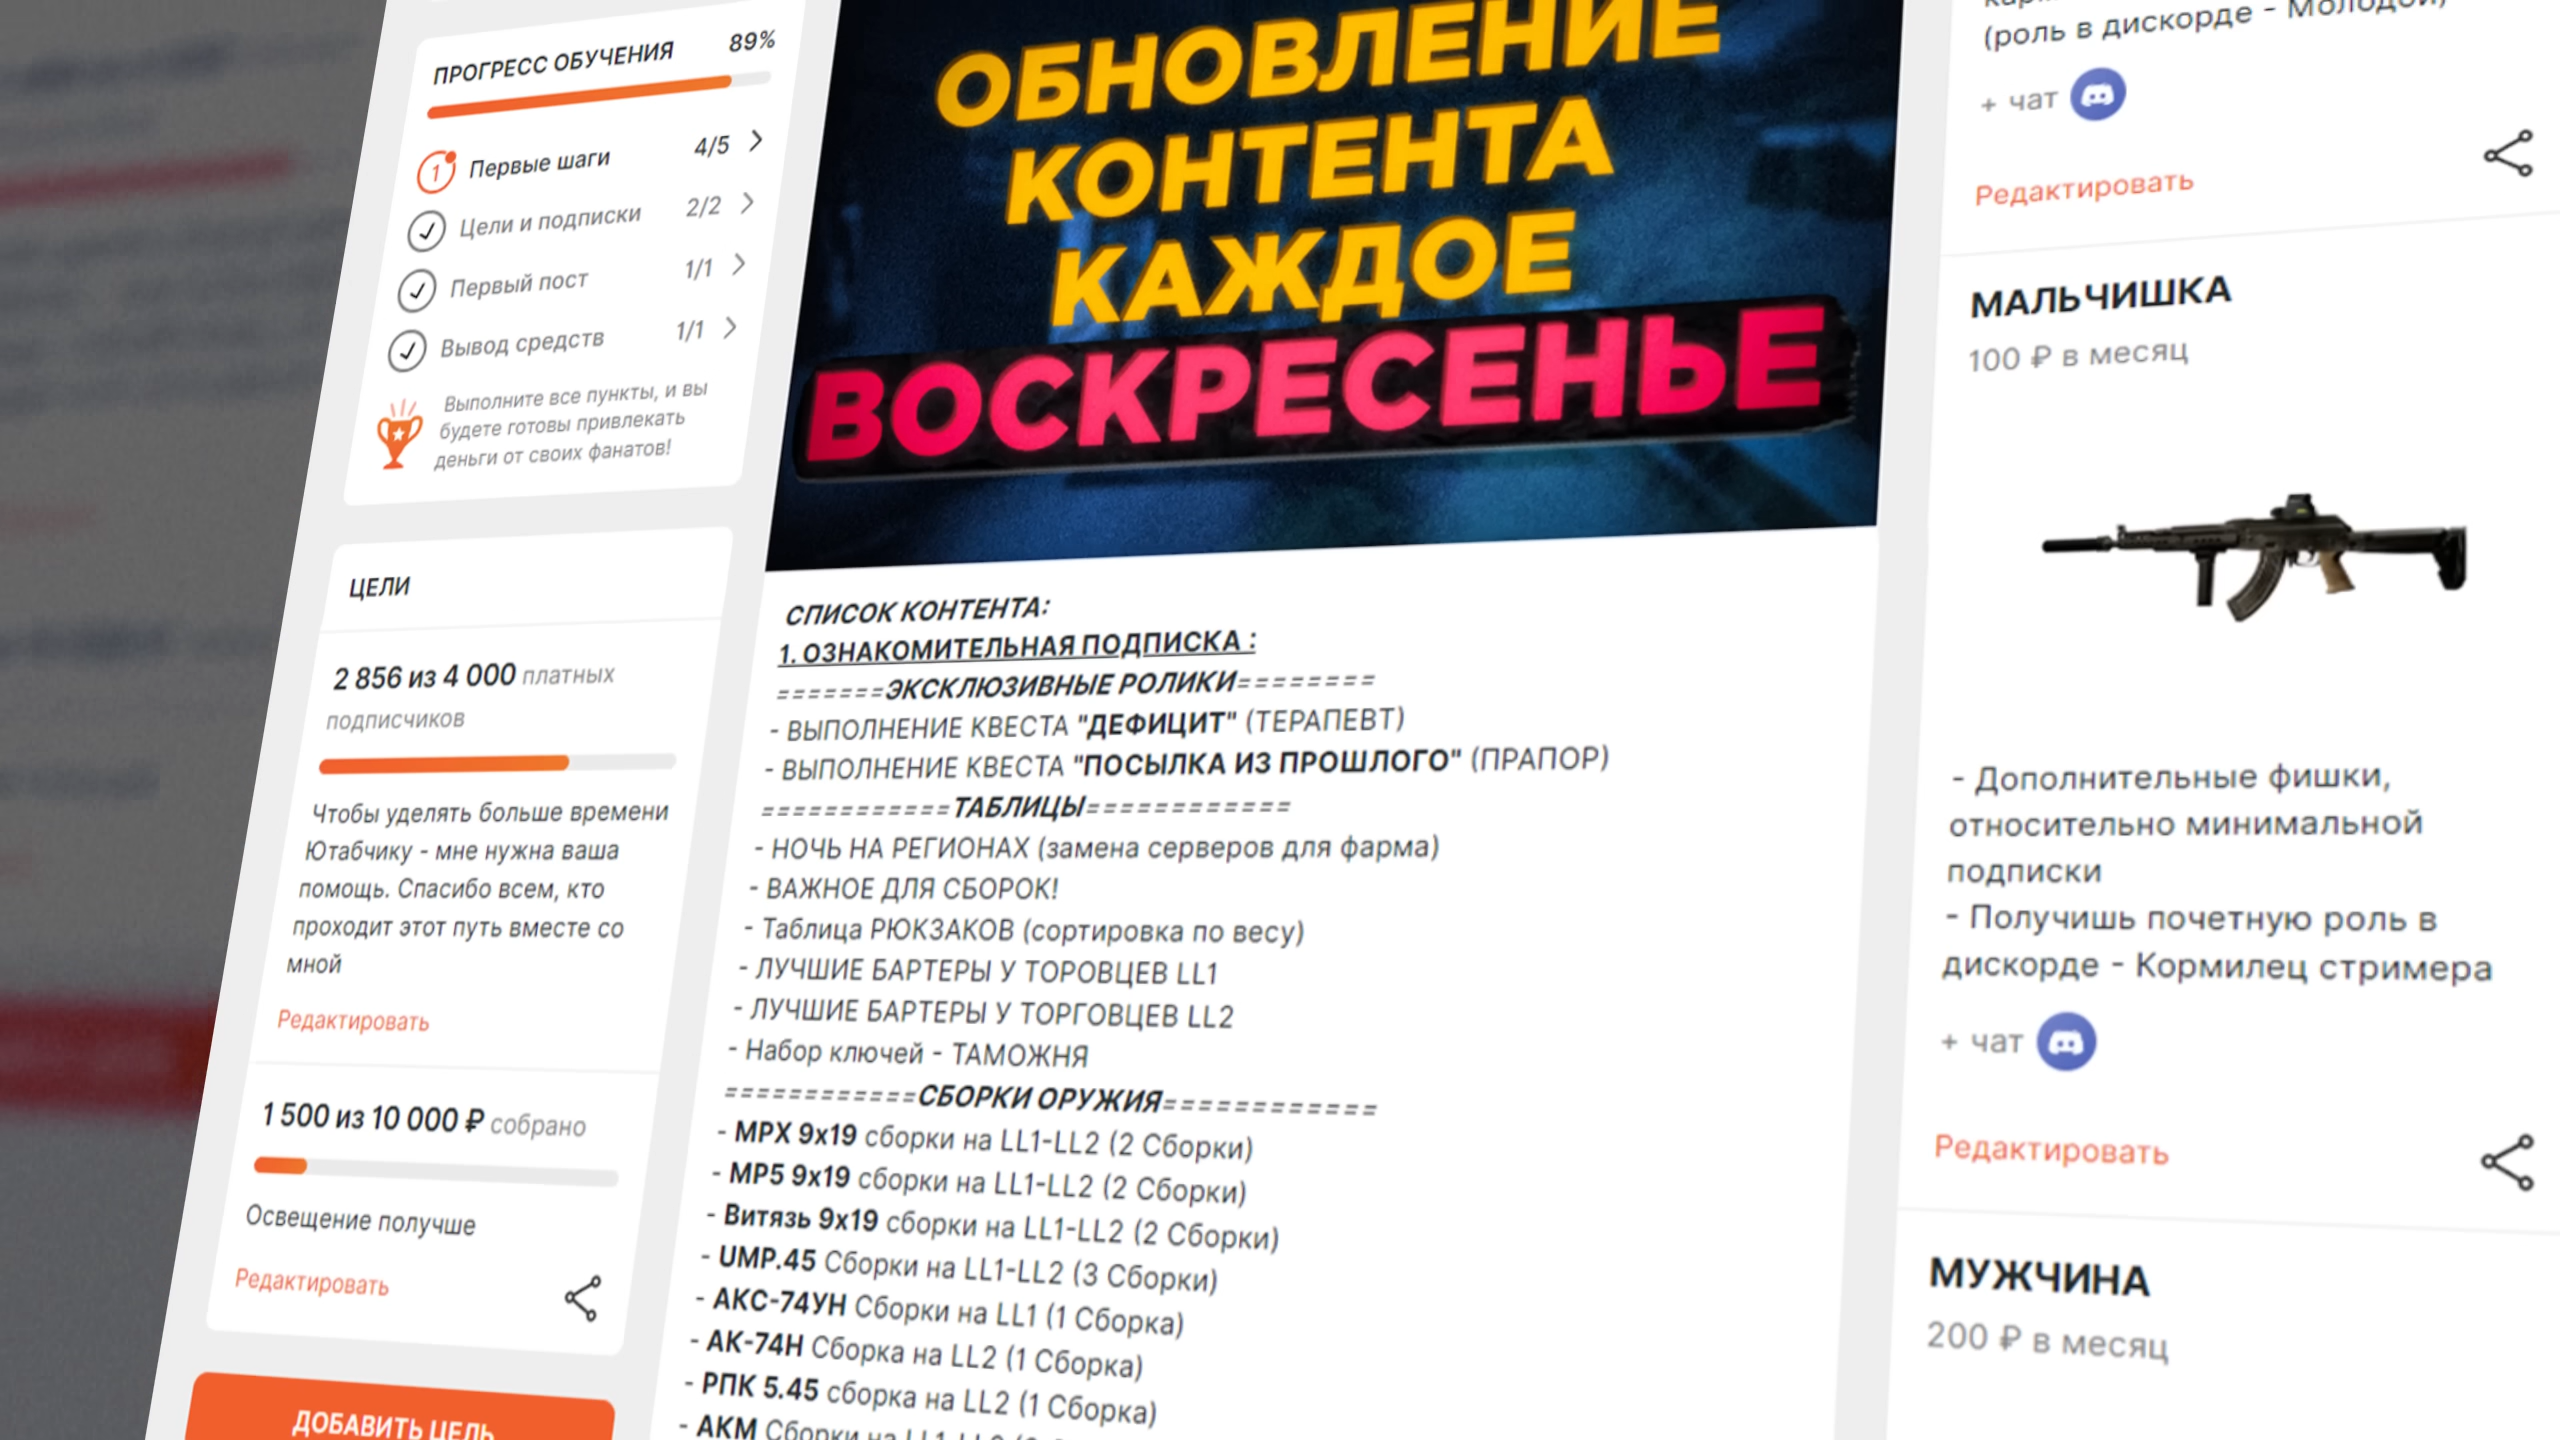 ПРОГРЕСС ОБУЧЕНИЯ 89%
1 Первые шаги 4/5
Цели и подписки 2/2
Первый пост 1/1
Вывод средств 1/1
Выполните все пункты, и вы
будете готовы привлекать
деньги от своих фанатов!
ЦЕЛИ
2 856 из 4 000 платных
подписчиков
Чтобы уделять больше времени
Ютабчику - мне нужна ваша
помощь. Спасибо всем, кто
проходит этот путь вместе со
мной
Редактировать
1 500 из 10 000 ₽ собрано
Освещение получше
Редактировать
ДОБАВИТЬ ЦЕЛЬ
ОБНОВЛЕНИЕ
КОНТЕНТА
КАЖДОЕ
ВОСКРЕСЕНЬЕ
СПИСОК КОНТЕНТА:
1. ОЗНАКОМИТЕЛЬНАЯ ПОДПИСКА :
=======ЭКСКЛЮЗИВНЫЕ РОЛИКИ========
- ВЫПОЛНЕНИЕ КВЕСТА "ДЕФИЦИТ" (ТЕРАПЕВТ)
- ВЫПОЛНЕНИЕ КВЕСТА "ПОСЫЛКА ИЗ ПРОШЛОГО" (ПРАПОР)
============ТАБЛИЦЫ============
- НОЧЬ НА РЕГИОНАХ (замена серверов для фарма)
- ВАЖНОЕ ДЛЯ СБОРОК!
- Таблица РЮКЗАКОВ (сортировка по весу)
- ЛУЧШИЕ БАРТЕРЫ У ТОРОВЦЕВ LL1
- ЛУЧШИЕ БАРТЕРЫ У ТОРГОВЦЕВ LL2
- Набор ключей - ТАМОЖНЯ
============СБОРКИ ОРУЖИЯ============
- MPX 9x19 сборки на LL1-LL2 (2 Сборки)
- MP5 9x19 сборки на LL1-LL2 (2 Сборки)
- Витязь 9x19 сборки на LL1-LL2 (2 Сборки)
- UMP.45 Сборки на LL1-LL2 (3 Сборки)
- АКС-74УН Сборки на LL1 (1 Сборка)
- АК-74Н Сборка на LL2 (1 Сборка)
- РПК 5.45 сборка на LL2 (1 Сборка)
- АКМ Сборки на
(роль в дискорде - Молодой)
+ чат
Редактировать
МАЛЬЧИШКА
100 ₽ в месяц
- Дополнительные фишки,
относительно минимальной
подписки
- Получишь почетную роль в
дискорде - Кормилец стримера
+ чат
Редактировать
МУЖЧИНА
200 ₽ в месяц